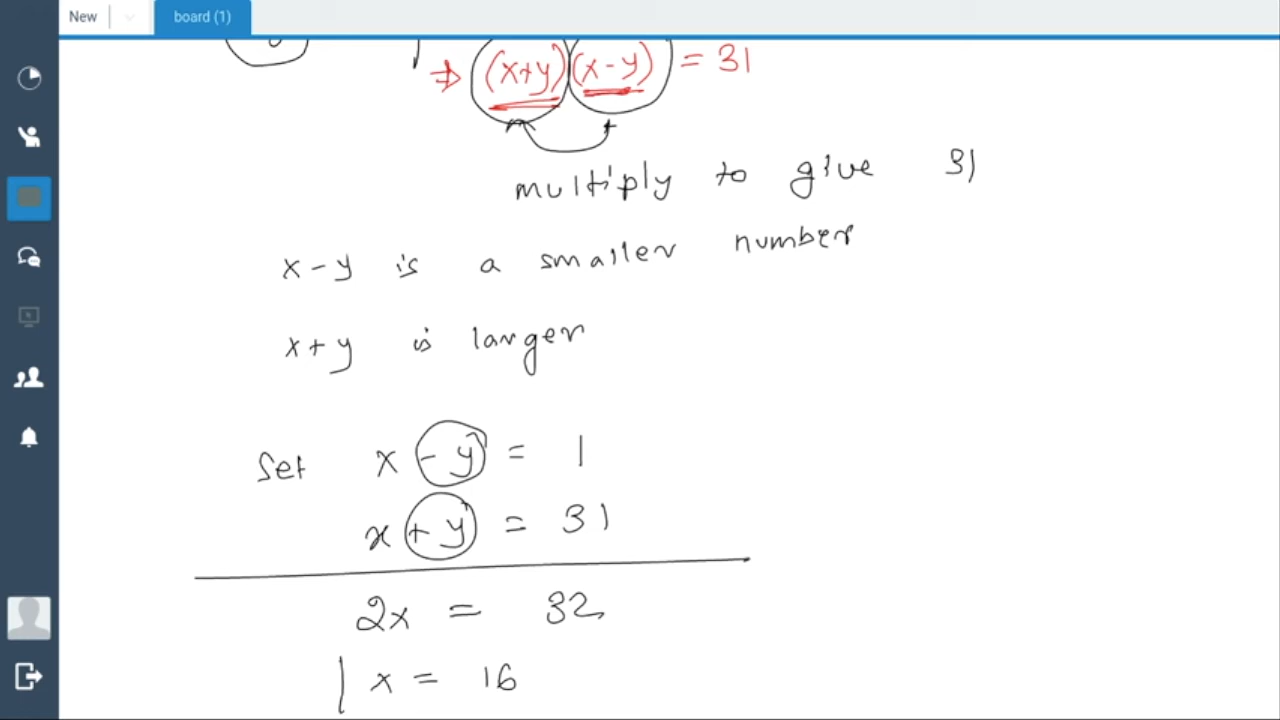 New board (1)
⇒ (x+y)(x-y) = 31
multiply to give 31
x-y is a smaller number
x+y is larger
Set x - y = 1
x + y = 31
2x = 32
x = 16